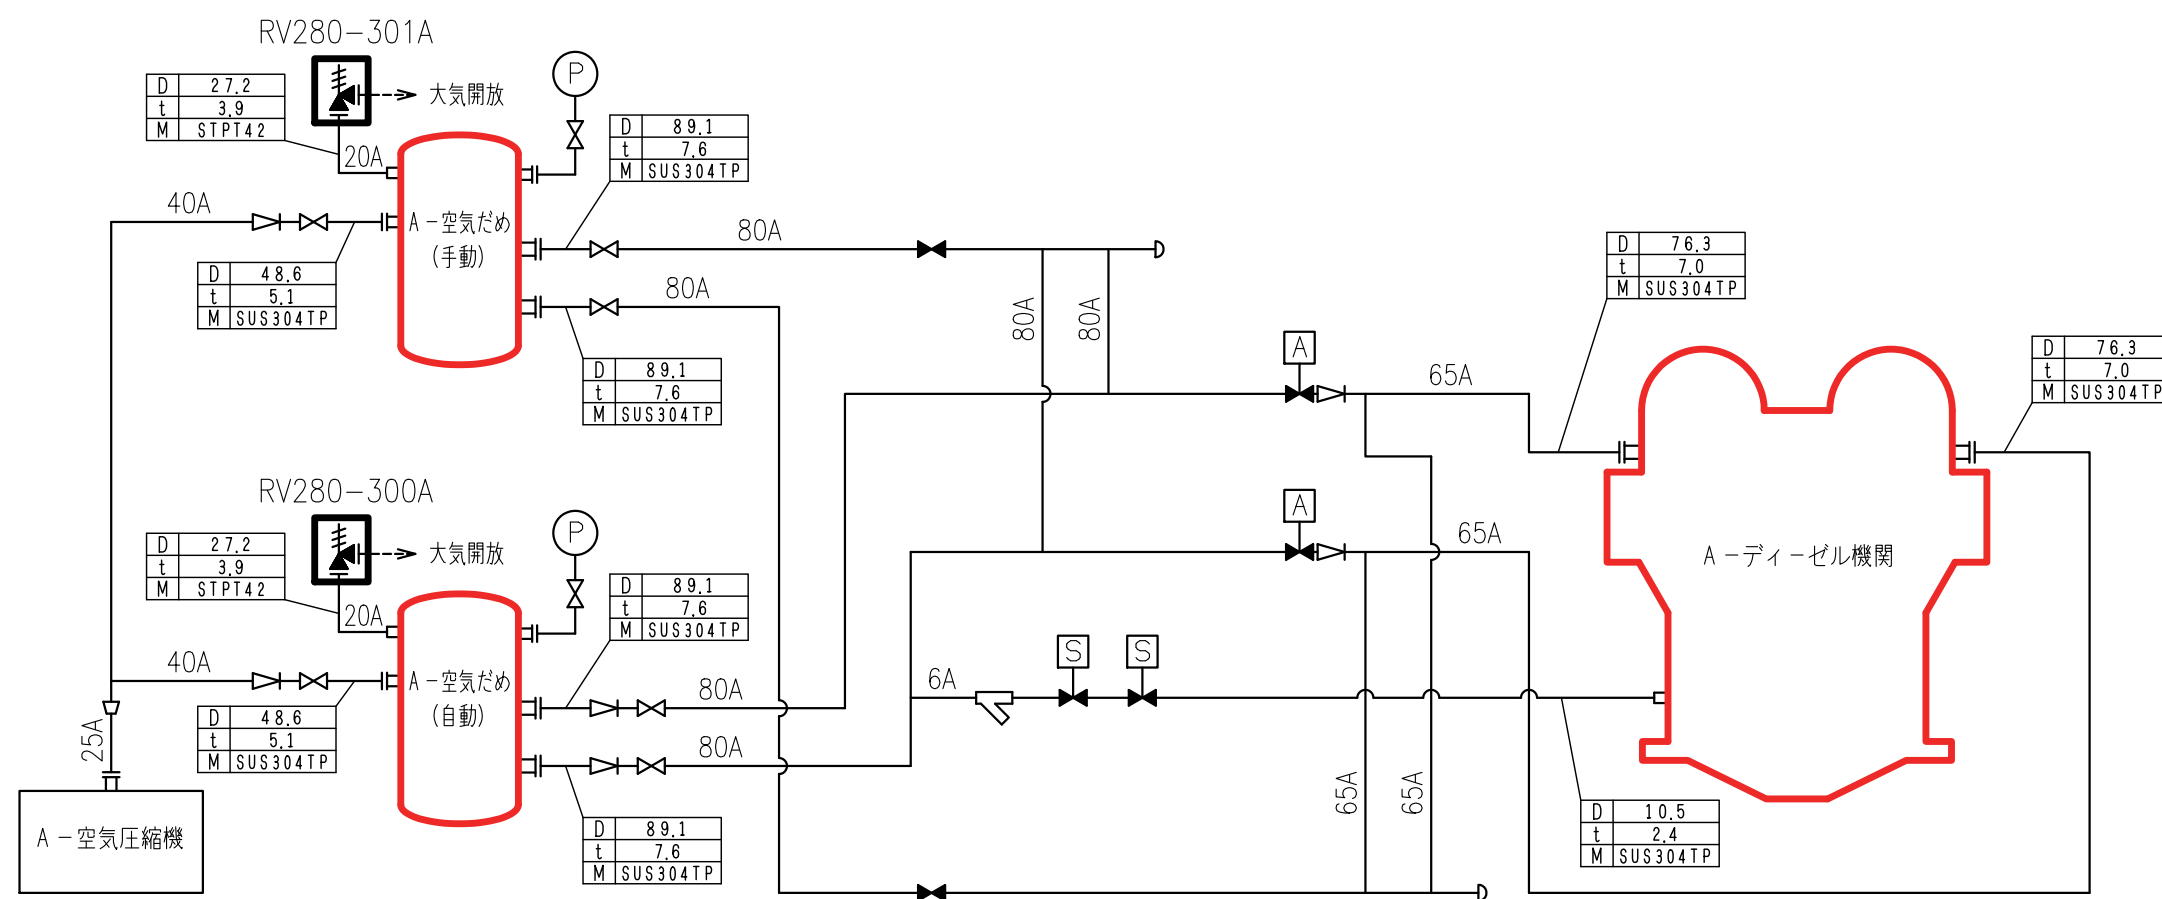 RV280-301A
D 27.2
t 3.9
M STPT42
大気開放
P
20A
D 89.1
t 7.6
M SUS304TP
40A
A－空気だめ
(手動)
80A
D 48.6
t 5.1
M SUS304TP
80A
D 89.1
t 7.6
M SUS304TP
80A
80A
A
65A
D 76.3
t 7.0
M SUS304TP
D 76.3
t 7.0
M SUS304TP
RV280-300A
D 27.2
t 3.9
M STPT42
大気開放
P
20A
D 89.1
t 7.6
M SUS304TP
A
65A
A－ディーゼル機関
40A
A－空気だめ
(自動)
80A
D 48.6
t 5.1
M SUS304TP
80A
6A
S
S
25A
D 89.1
t 7.6
M SUS304TP
65A
65A
D 10.5
t 2.4
M SUS304TP
A－空気圧縮機